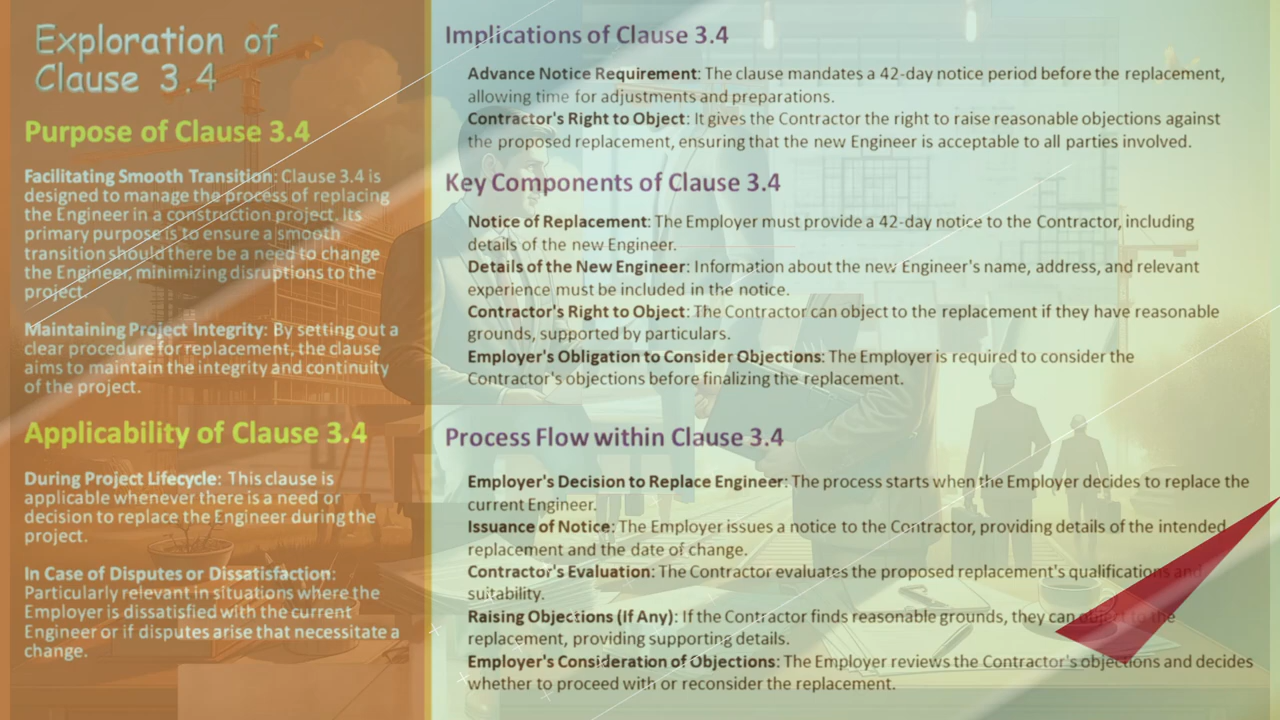 Exploration of
Clause 3.4
Purpose of Clause 3.4
Facilitating Smooth Transition: Clause 3.4 is
designed to manage the process of replacing
the Engineer in a construction project. Its
primary purpose is to ensure a smooth
transition should there be a need to change
the Engineer, minimizing disruptions to the
project.
Maintaining Project Integrity: By setting out a
clear procedure for replacement, the clause
aims to maintain the integrity and continuity
of the project.
Applicability of Clause 3.4
During Project Lifecycle: This clause is
applicable whenever there is a need or
decision to replace the Engineer during the
project.
In Case of Disputes or Dissatisfaction:
Particularly relevant in situations where the
Employer is dissatisfied with the current
Engineer or if disputes arise that necessitate a
change.
Implications of Clause 3.4
Advance Notice Requirement: The clause mandates a 42-day notice period before the replacement,
allowing time for adjustments and preparations.
Contractor's Right to Object: It gives the Contractor the right to raise reasonable objections against
the proposed replacement, ensuring that the new Engineer is acceptable to all parties involved.
Key Components of Clause 3.4
Notice of Replacement: The Employer must provide a 42-day notice to the Contractor, including
details of the new Engineer.
Details of the New Engineer: Information about the new Engineer's name, address, and relevant
experience must be included in the notice.
Contractor's Right to Object: The Contractor can object to the replacement if they have reasonable
grounds, supported by particulars.
Employer's Obligation to Consider Objections: The Employer is required to consider the
Contractor's objections before finalizing the replacement.
Process Flow within Clause 3.4
Employer's Decision to Replace Engineer: The process starts when the Employer decides to replace the
current Engineer.
Issuance of Notice: The Employer issues a notice to the Contractor, providing details of the intended
replacement and the date of change.
Contractor's Evaluation: The Contractor evaluates the proposed replacement's qualifications and
suitability.
Raising Objections (If Any): If the Contractor finds reasonable grounds, they can object to the
replacement, providing supporting details.
Employer's Consideration of Objections: The Employer reviews the Contractor's objections and decides
whether to proceed with or reconsider the replacement.